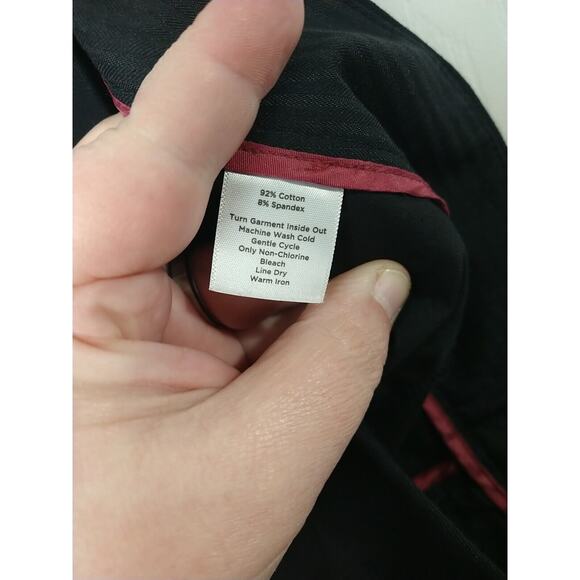 92% Cotton
8% Spandex
Turn Garment Inside Out
Machine Wash Cold
Gentle Cycle
Only Non-Chlorine
Bleach
Line Dry
Warm Iron